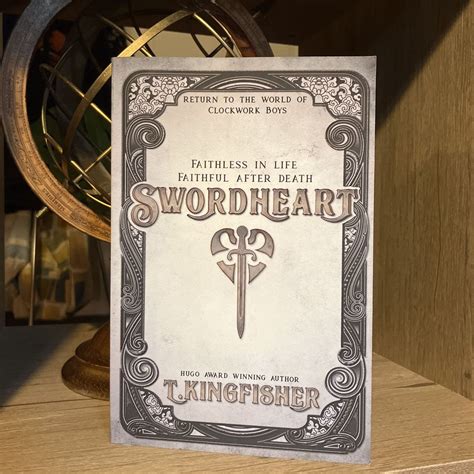 RETURN TO THE WORLD OF
CLOCKWORK BOYS
FAITHLESS IN LIFE
FAITHFUL AFTER DEATH
SWORDHEART
HUGO AWARD WINNING AUTHOR
T. KINGFISHER